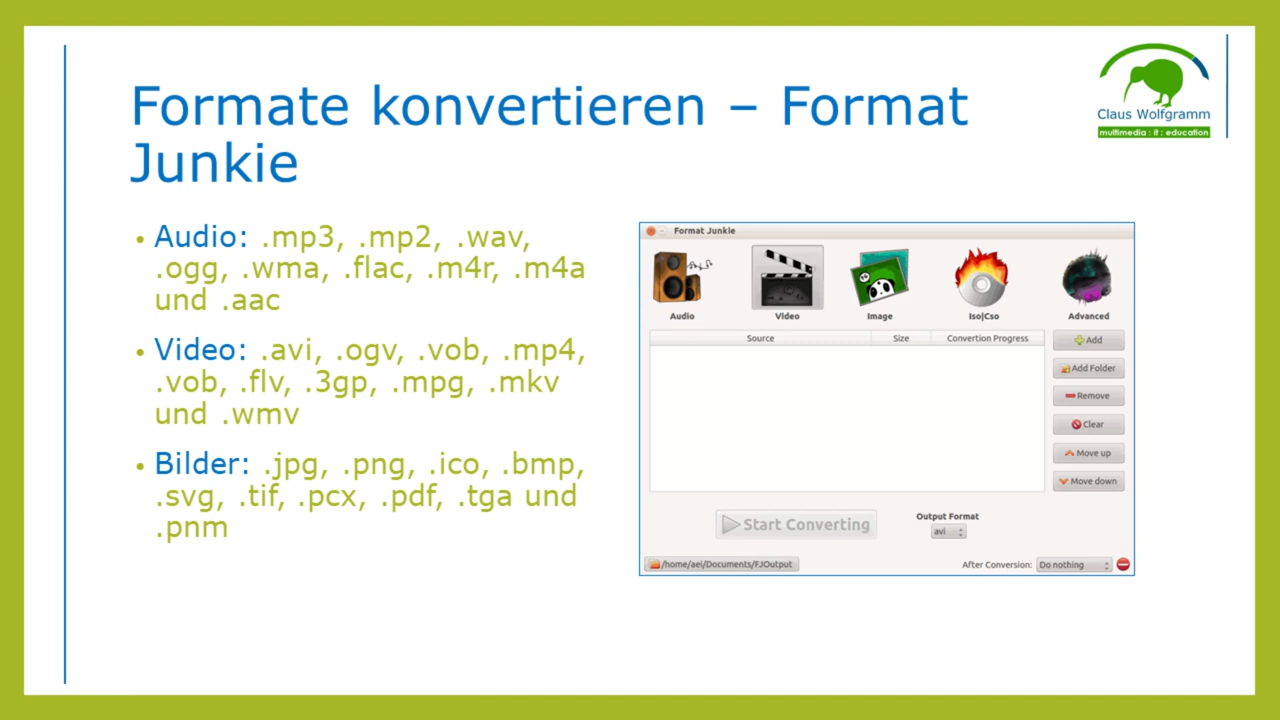 Formate konvertieren – Format
Junkie
Claus Wolfgramm
multimedia : it : education
• Audio: .mp3, .mp2, .wav,
.ogg, .wma, .flac, .m4r, .m4a
und .aac
• Video: .avi, .ogv, .vob, .mp4,
.vob, .flv, .3gp, .mpg, .mkv
und .wmv
• Bilder: .jpg, .png, .ico, .bmp,
.svg, .tif, .pcx, .pdf, .tga und
.pnm
Format Junkie
Audio Video Image Iso|Cso Advanced
Source Size Convertion Progress
Add
Add Folder
Remove
Clear
Move up
Move down
Start Converting
Output Format
avi
/home/aei/Documents/FJOutput
After Conversion: Do nothing